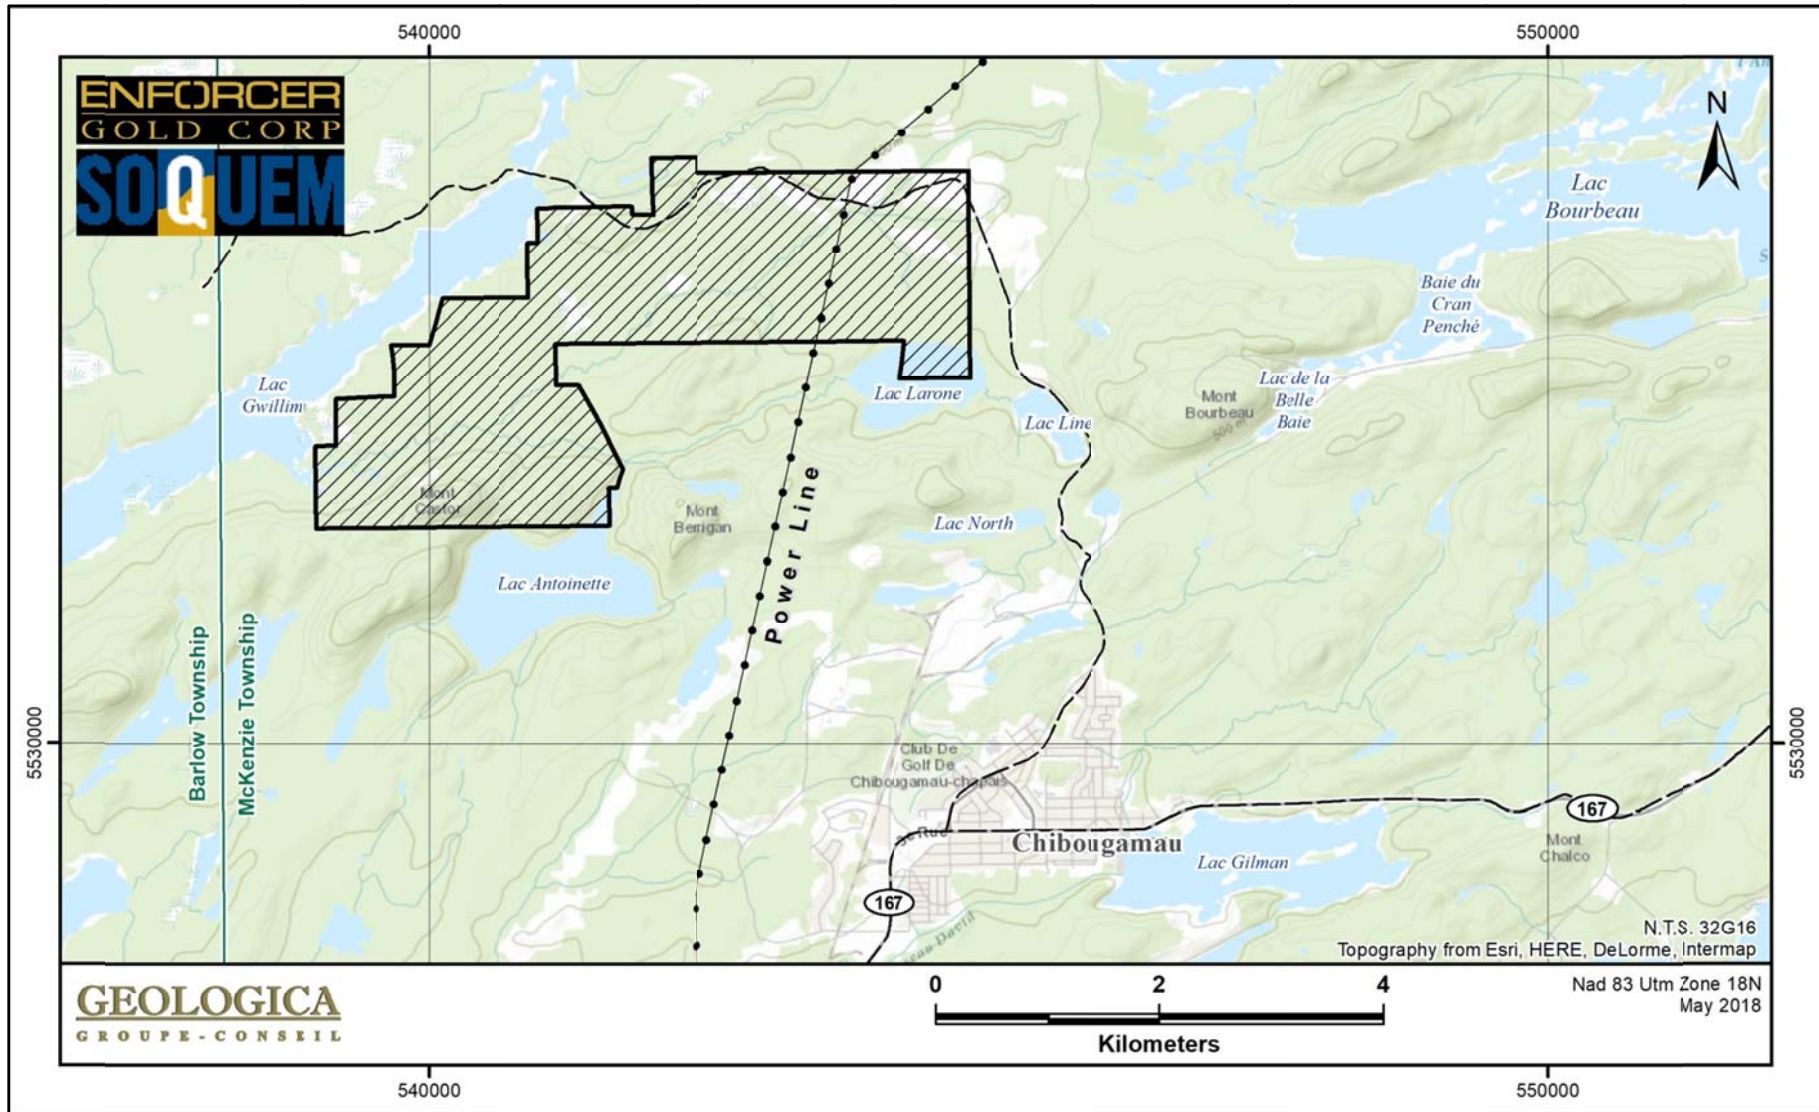 540000
550000
ENFORCER
GOLD CORP
SOQUEM
N
Lac
Bourbeau
Baie du
Cran
Penché
Lac
Gwillim
Lac Larone
Lac Line
Mont
Bourbeau
500 m
Lac de la
Belle
Baie
Mont
Castor
Mont
Berrigan
Power Line
Lac North
Lac Antoinette
Barlow Township
McKenzie Township
5530000
5530000
Club De
Golf De
Chibougamau-chapais
167
3e Rue
Chibougamau
Mont
Chalco
Lac Gilman
167
N.T.S. 32G16
Topography from Esri, HERE, DeLorme, Intermap
GEOLOGICA
GROUPE-CONSEIL
0 2 4
Kilometers
Nad 83 Utm Zone 18N
May 2018
540000
550000